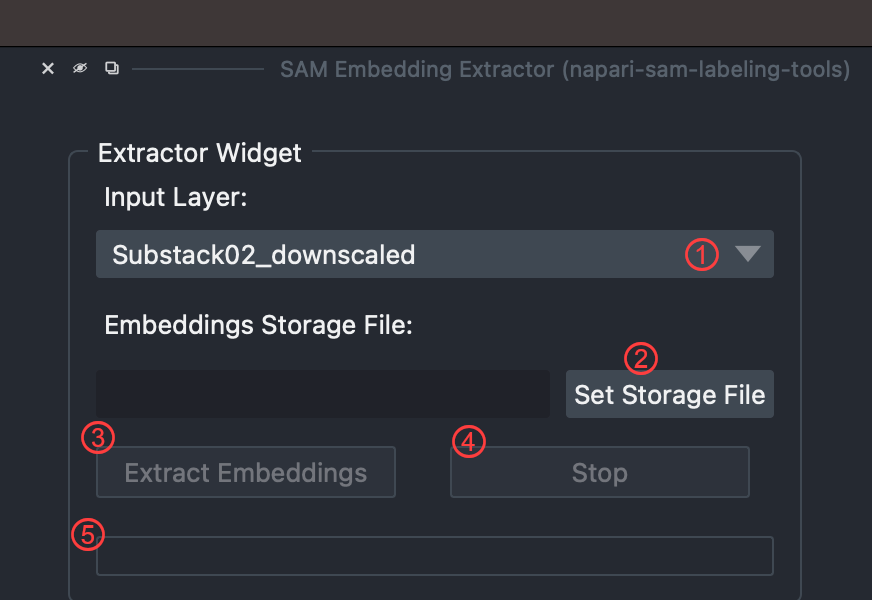 SAM Embedding Extractor (napari-sam-labeling-tools)
Extractor Widget
Input Layer:
Substack02_downscaled ①
Embeddings Storage File:
②
Set Storage File
③ ④
Extract Embeddings Stop
⑤